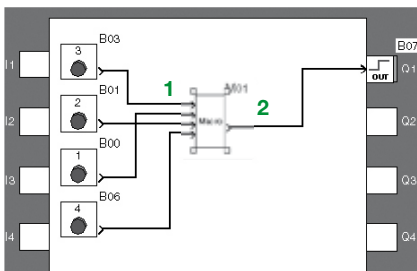 B03
3
1
B01
2
B00
1
B06
4
M01
Macro
2
B07
OUT
I1
I2
I3
I4
Q1
Q2
Q3
Q4